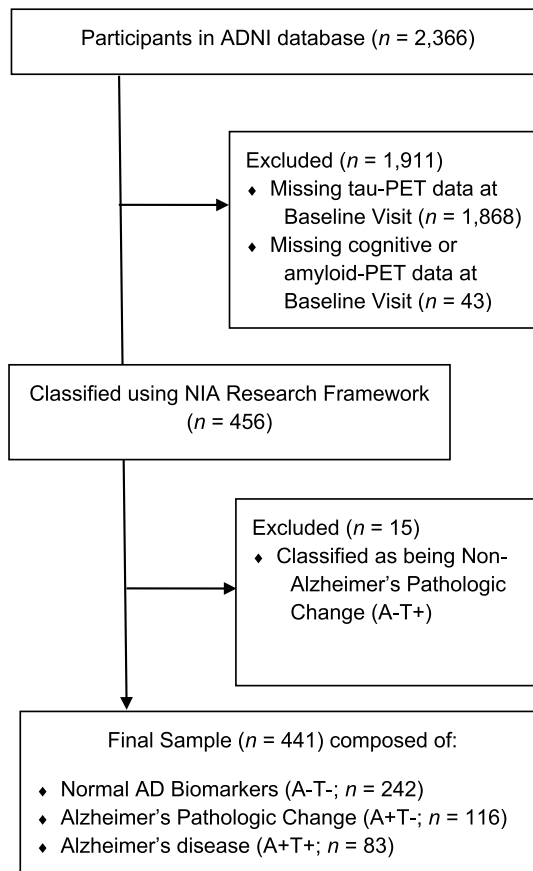 Participants in ADNI database (n = 2,366)
Excluded (n = 1,911)
♦ Missing tau-PET data at
Baseline Visit (n = 1,868)
♦ Missing cognitive or
amyloid-PET data at
Baseline Visit (n = 43)
Classified using NIA Research Framework
(n = 456)
Excluded (n = 15)
♦ Classified as being Non-
Alzheimer's Pathologic
Change (A-T+)
Final Sample (n = 441) composed of:
♦ Normal AD Biomarkers (A-T-; n = 242)
♦ Alzheimer's Pathologic Change (A+T-; n = 116)
♦ Alzheimer's disease (A+T+; n = 83)